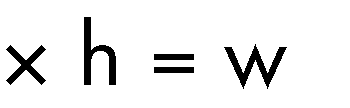 × h = w